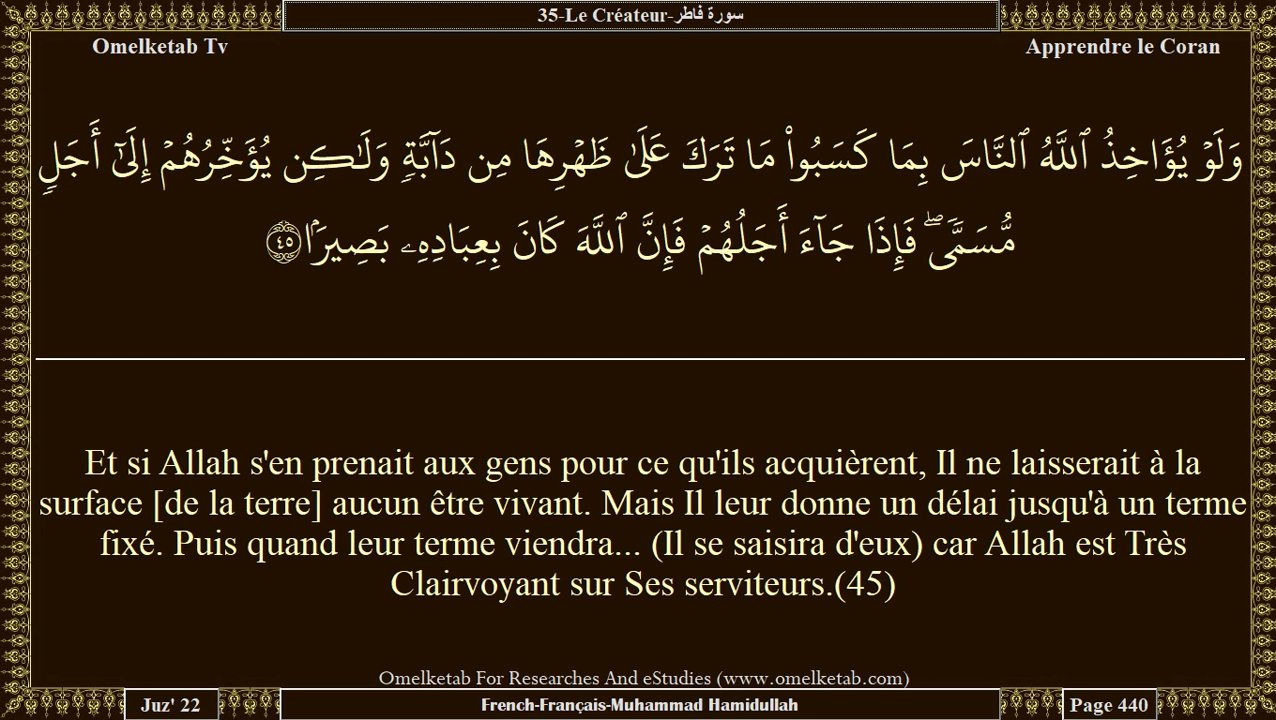 35-Le Créateur-سورة فاطر
Omelketab Tv
Apprendre le Coran
وَلَوْ يُؤَاخِذُ ٱللَّهُ ٱلنَّاسَ بِمَا كَسَبُوا۟ مَا تَرَكَ عَلَىٰ ظَهْرِهَا مِن دَآبَّةٍ وَلَـٰكِن يُؤَخِّرُهُمْ إِلَىٰٓ أَجَلٍ
مُّسَمًّى ۖ فَإِذَا جَآءَ أَجَلُهُمْ فَإِنَّ ٱللَّهَ كَانَ بِعِبَادِهِۦ بَصِيرًۢا ٤٥
Et si Allah s'en prenait aux gens pour ce qu'ils acquièrent, Il ne laisserait à la
surface [de la terre] aucun être vivant. Mais Il leur donne un délai jusqu'à un terme
fixé. Puis quand leur terme viendra... (Il se saisira d'eux) car Allah est Très
Clairvoyant sur Ses serviteurs.(45)
Omelketab For Researches And eStudies (www.omelketab.com)
Juz' 22
French-Français-Muhammad Hamidullah
Page 440